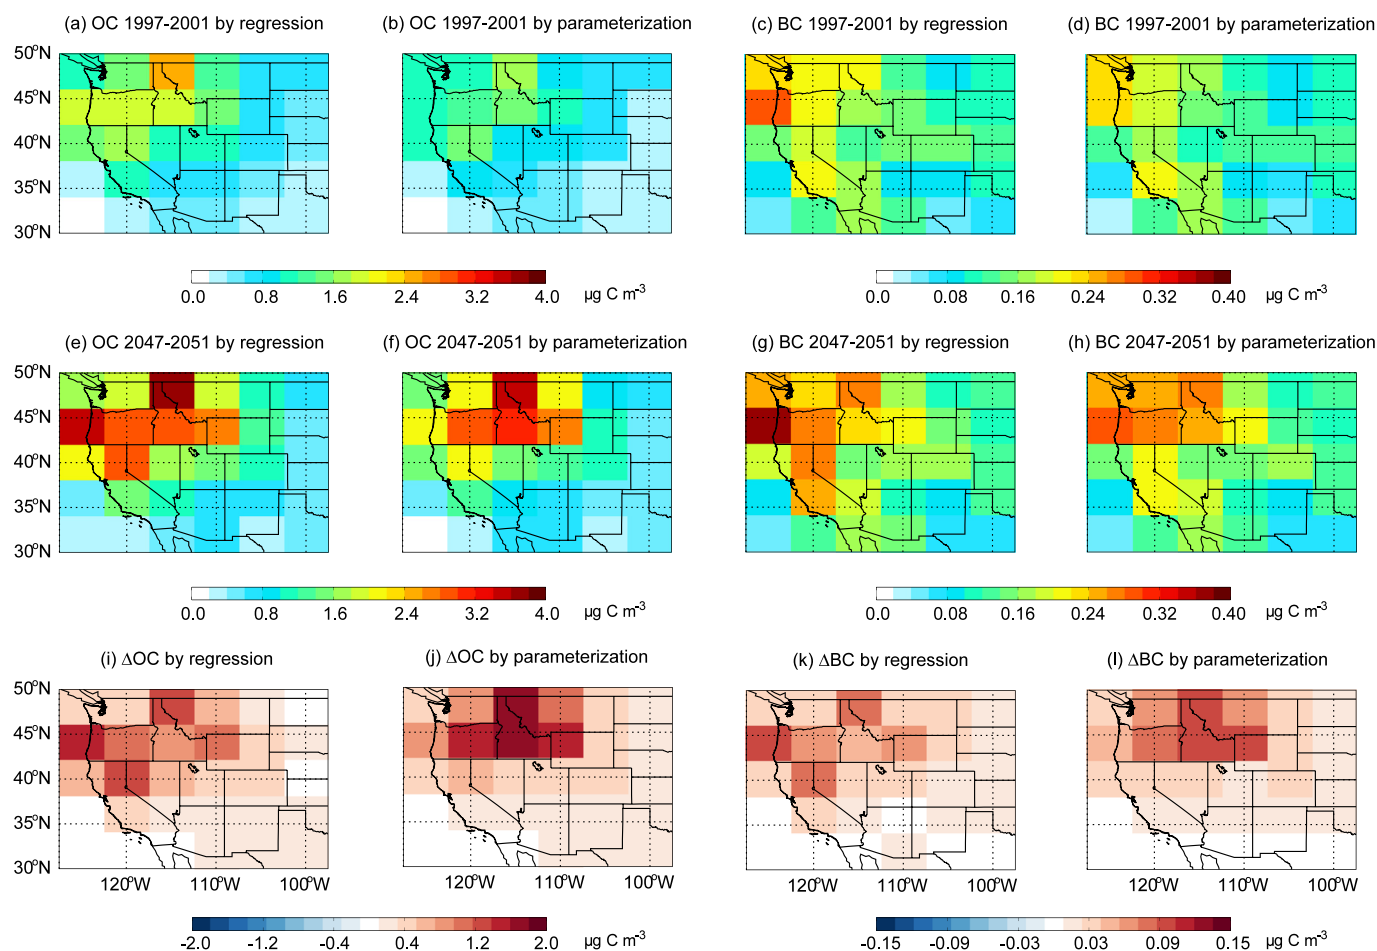 (a) OC 1997-2001 by regression
(b) OC 1997-2001 by parameterization
(c) BC 1997-2001 by regression
(d) BC 1997-2001 by parameterization
50°N
45°N
40°N
35°N
30°N
0.0 0.8 1.6 2.4 3.2 4.0 µg C m-3
0.0 0.08 0.16 0.24 0.32 0.40 µg C m-3
(e) OC 2047-2051 by regression
(f) OC 2047-2051 by parameterization
(g) BC 2047-2051 by regression
(h) BC 2047-2051 by parameterization
50°N
45°N
40°N
35°N
30°N
0.0 0.8 1.6 2.4 3.2 4.0 µg C m-3
0.0 0.08 0.16 0.24 0.32 0.40 µg C m-3
(i) ΔOC by regression
(j) ΔOC by parameterization
(k) ΔBC by regression
(l) ΔBC by parameterization
50°N
45°N
40°N
35°N
30°N
120°W 110°W 100°W
120°W 110°W 100°W
120°W 110°W 100°W
120°W 110°W 100°W
-2.0 -1.2 -0.4 0.4 1.2 2.0 µg C m-3
-0.15 -0.09 -0.03 0.03 0.09 0.15 µg C m-3